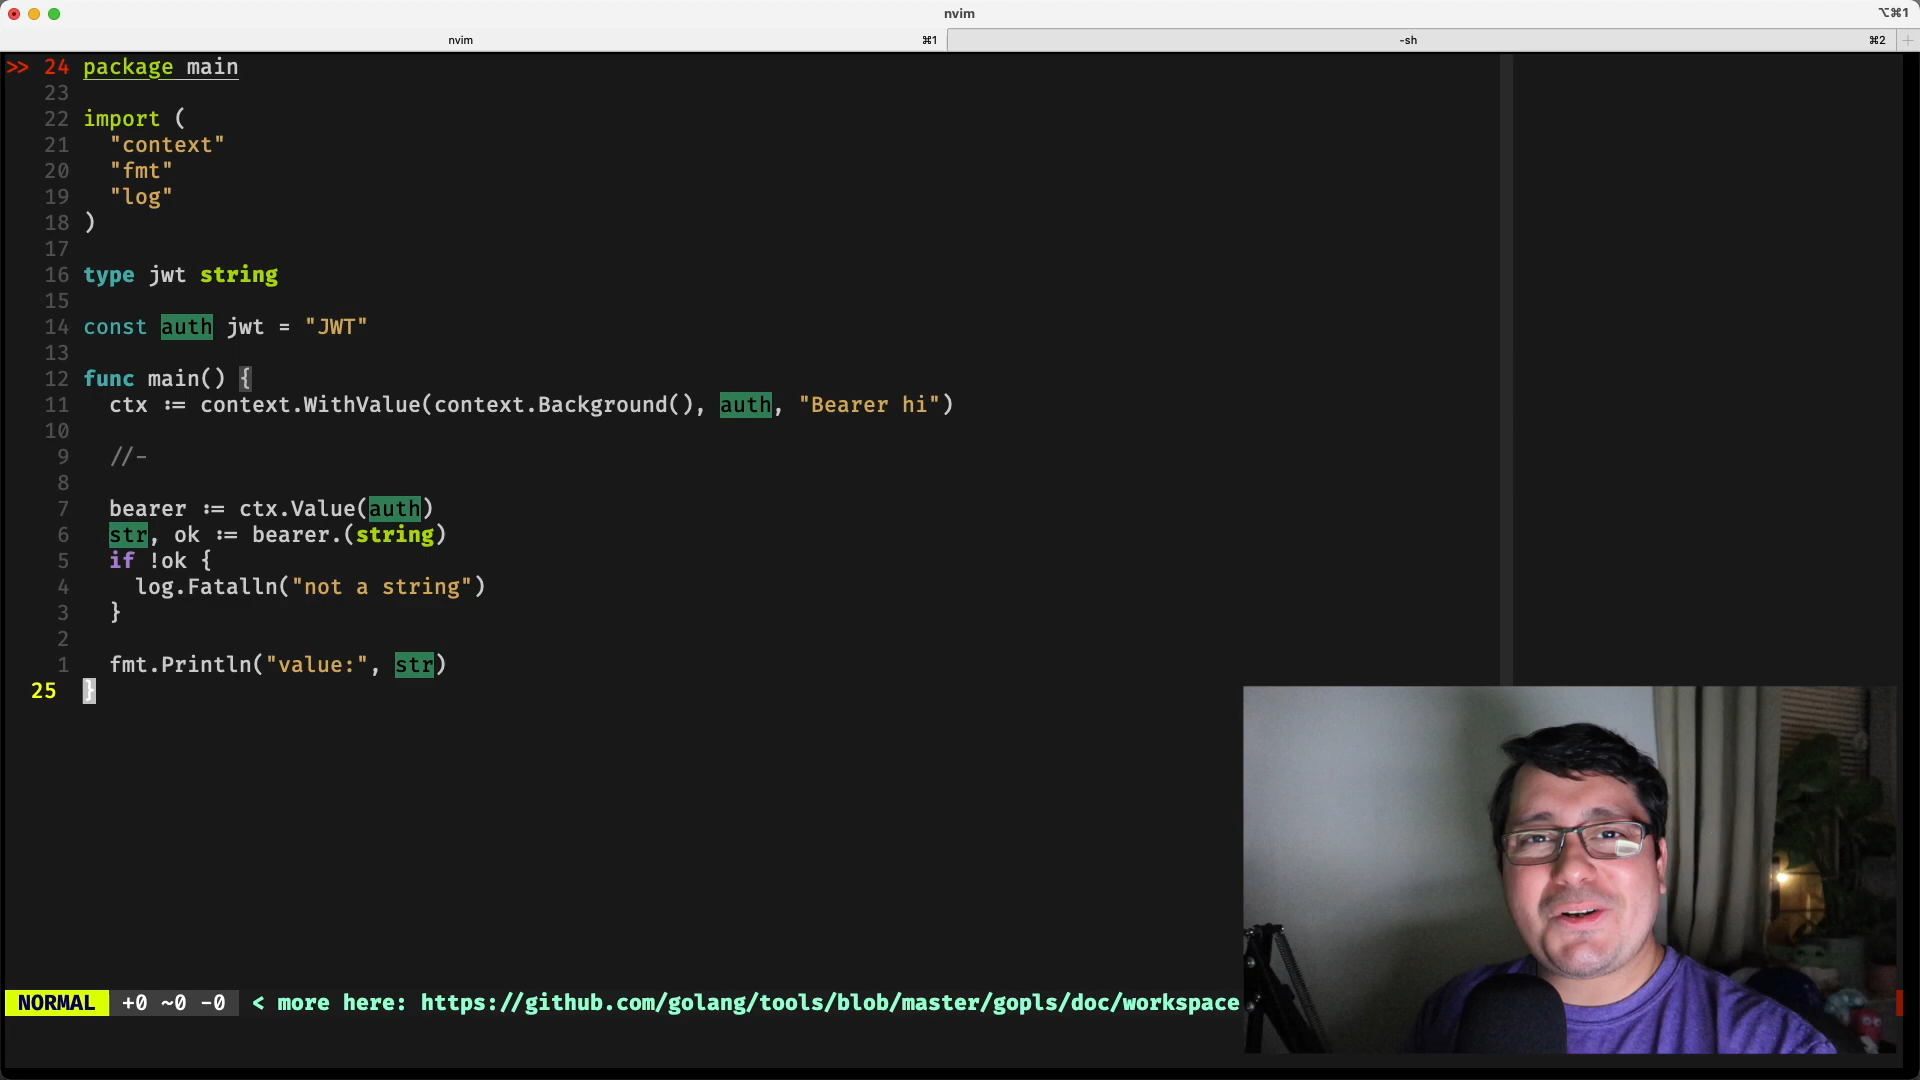 nvim
⌥⌘1
nvim ⌘1 -sh ⌘2 +
>> 24 package main
23
22 import (
21 "context"
20 "fmt"
19 "log"
18 )
17
16 type jwt string
15
14 const auth jwt = "JWT"
13
12 func main() {
11 ctx := context.WithValue(context.Background(), auth, "Bearer hi")
10
9 //-
8
7 bearer := ctx.Value(auth)
6 str, ok := bearer.(string)
5 if !ok {
4 log.Fatalln("not a string")
3 }
2
1 fmt.Println("value:", str)
25 }
NORMAL +0 ~0 -0 < more here: https://github.com/golang/tools/blob/master/gopls/doc/workspace